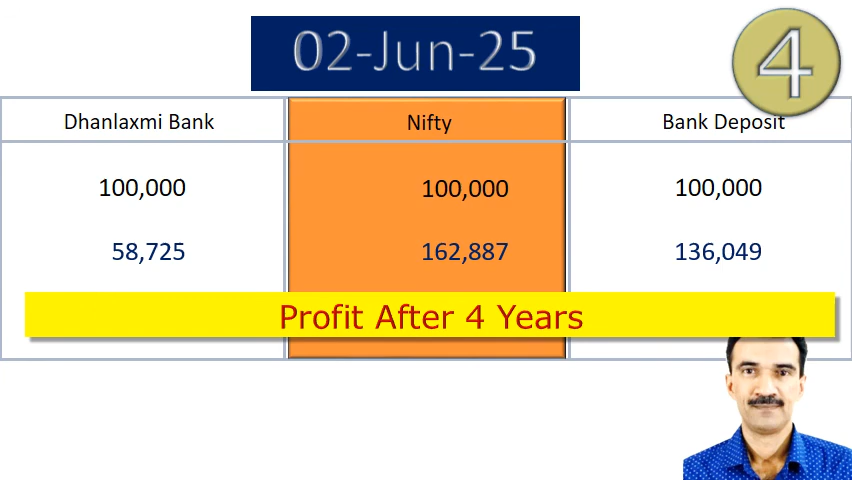 02-Jun-25
4
Dhanlaxmi Bank Nifty Bank Deposit
100,000 100,000 100,000
58,725 162,887 136,049
Profit After 4 Years